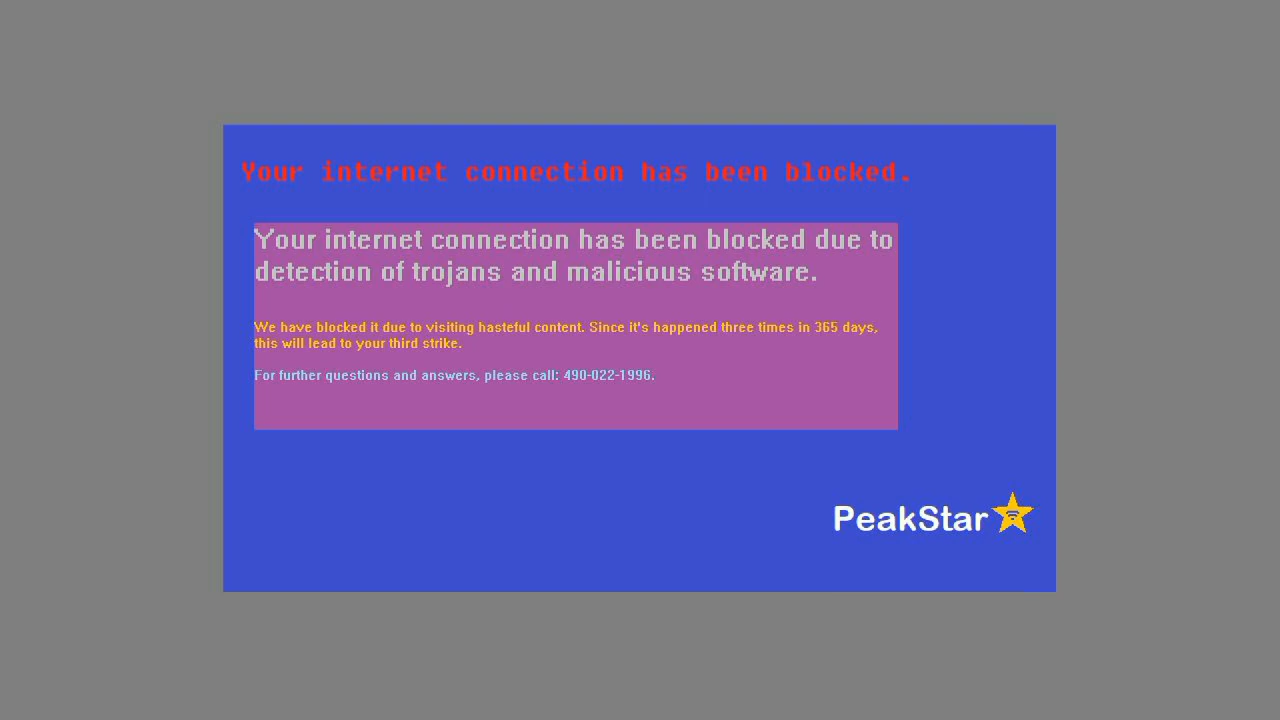 Your internet connection has been blocked.
Your internet connection has been blocked due to
detection of trojans and malicious software.
We have blocked it due to visiting hasteful content. Since it's happened three times in 365 days,
this will lead to your third strike.
For further questions and answers, please call: 490-022-1996.
PeakStar